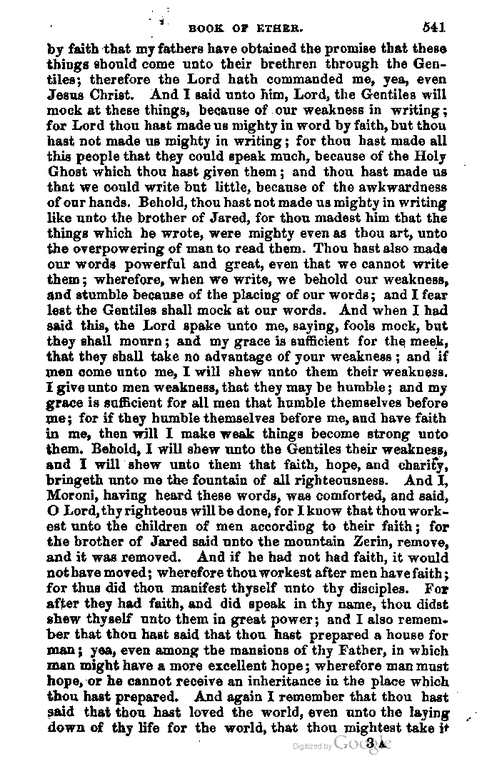 BOOK OF ETHER. 541
by faith that my fathers have obtained the promise that these
things should come unto their brethren through the Gen-
tiles; therefore the Lord hath commanded me, yea, even
Jesus Christ. And I said unto him, Lord, the Gentiles will
mock at these things, because of our weakness in writing;
for Lord thou hast made us mighty in word by faith, but thou
hast not made us mighty in writing; for thou hast made all
this people that they could speak much, because of the Holy
Ghost which thou hast given them; and thou hast made us
that we could write but little, because of the awkwardness
of our hands. Behold, thou hast not made us mighty in writing
like unto the brother of Jared, for thou madest him that the
things which he wrote, were mighty even as thou art, unto
the overpowering of man to read them. Thou hast also made
our words powerful and great, even that we cannot write
them; wherefore, when we write, we behold our weakness,
and stumble because of the placing of our words; and I fear
lest the Gentiles shall mock at our words. And when I had
said this, the Lord spake unto me, saying, fools mock, but
they shall mourn; and my grace is sufficient for the meek,
that they shall take no advantage of your weakness; and if
men come unto me, I will shew unto them their weakness.
I give unto men weakness, that they may be humble; and my
grace is sufficient for all men that humble themselves before
me; for if they humble themselves before me, and have faith
in me, then will I make weak things become strong unto
them. Behold, I will shew unto the Gentiles their weakness,
and I will shew unto them that faith, hope, and charity,
bringeth unto me the fountain of all righteousness. And I,
Moroni, having heard these words, was comforted, and said,
O Lord, thy righteous will be done, for I know that thou work-
est unto the children of men according to their faith; for
the brother of Jared said unto the mountain Zerin, remove,
and it was removed. And if he had not had faith, it would
not have moved; wherefore thou workest after men have faith;
for thus did thou manifest thyself unto thy disciples. For
after they had faith, and did speak in thy name, thou didst
shew thyself unto them in great power; and I also remem-
ber that thou hast said that thou hast prepared a house for
man; yea, even among the mansions of thy Father, in which
man might have a more excellent hope; wherefore man must
hope, or he cannot receive an inheritance in the place which
thou hast prepared. And again I remember that thou hast
said that thou hast loved the world, even unto the laying
down of thy life for the world, that thou mightest take it
Digitized by Google 3 A